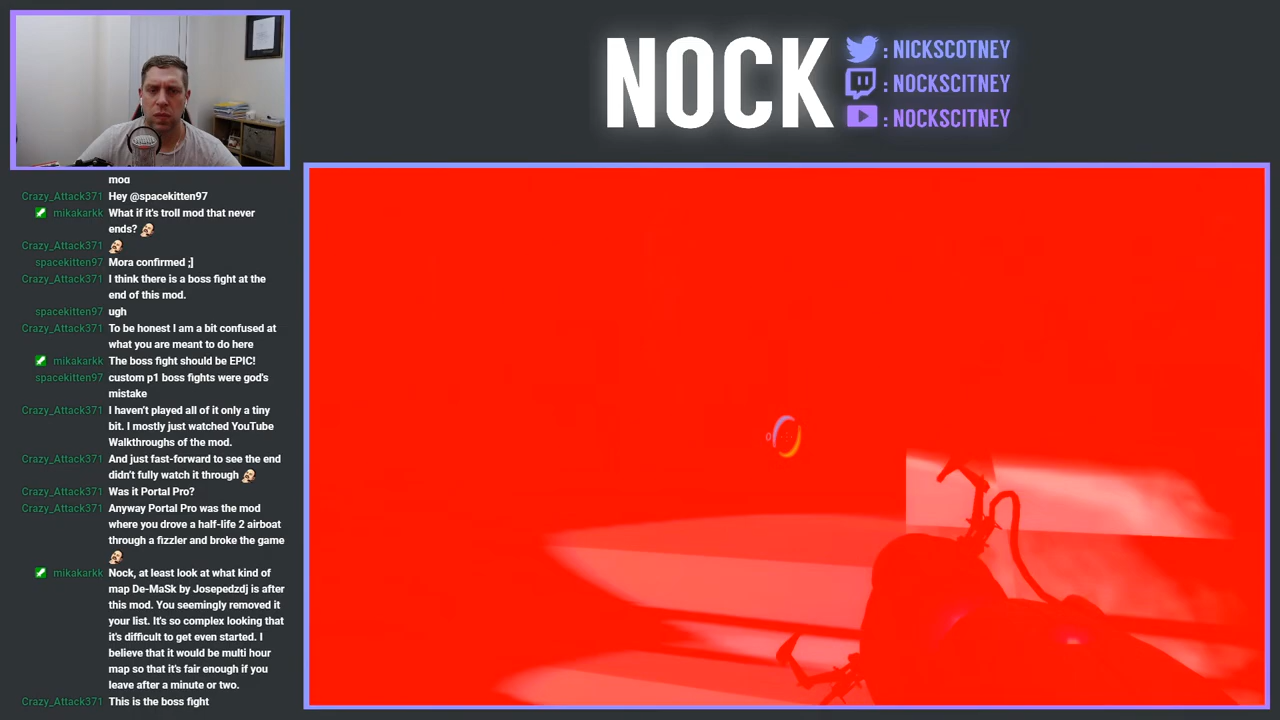 NOCK
: NICKSCOTNEY
: NOCKSCITNEY
: NOCKSCITNEY
mod
Crazy_Attack371 Hey @spacekitten97
mikakarkk What if it's troll mod that never
ends?
Crazy_Attack371
spacekitten97 Mora confirmed ;]
Crazy_Attack371 I think there is a boss fight at the
end of this mod.
spacekitten97 ugh
Crazy_Attack371 To be honest I am a bit confused at
what you are meant to do here
mikakarkk The boss fight should be EPIC!
spacekitten97 custom p1 boss fights were god's
mistake
Crazy_Attack371 I haven't played all of it only a tiny
bit. I mostly just watched YouTube
Walkthroughs of the mod.
Crazy_Attack371 And just fast-forward to see the end
didn't fully watch it through
Crazy_Attack371 Was it Portal Pro?
Crazy_Attack371 Anyway Portal Pro was the mod
where you drove a half-life 2 airboat
through a fizzler and broke the game
mikakarkk Nock, at least look at what kind of
map De-MaSk by Josepedzdj is after
this mod. You seemingly removed it
your list. It's so complex looking that
it's difficult to get even started. I
believe that it would be multi hour
map so that it's fair enough if you
leave after a minute or two.
Crazy_Attack371 This is the boss fight